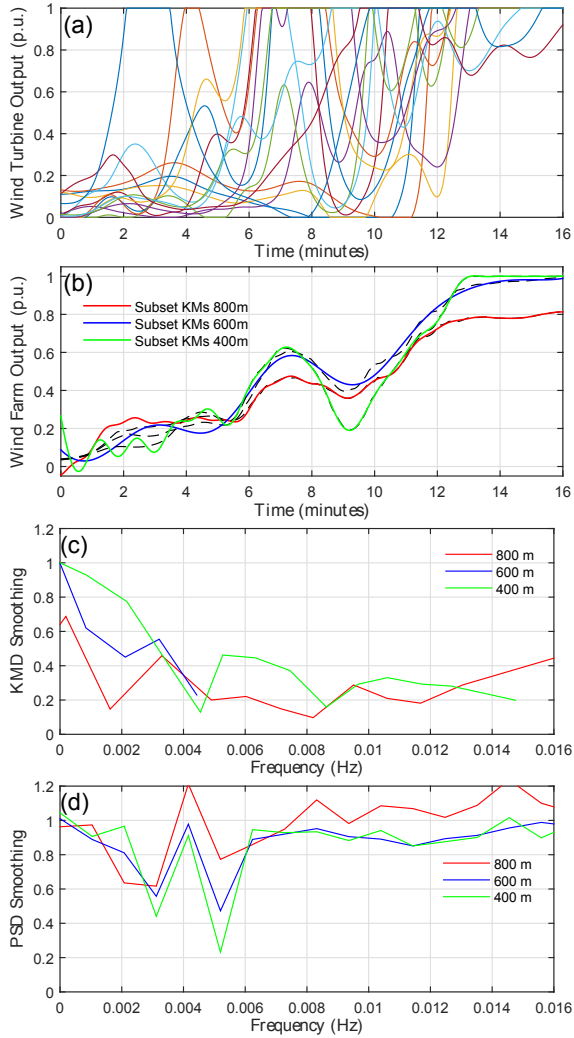 (a)
Wind Turbine Output (p.u.)
1
0.8
0.6
0.4
0.2
0
0 2 4 6 8 10 12 14 16
Time (minutes)
(b)
Wind Farm Output (p.u.)
Subset KMs 800m
Subset KMs 600m
Subset KMs 400m
1
0.8
0.6
0.4
0.2
0
0 2 4 6 8 10 12 14 16
Time (minutes)
(c)
KMD Smoothing
800 m
600 m
400 m
1.2
1
0.8
0.6
0.4
0.2
0
0 0.002 0.004 0.006 0.008 0.01 0.012 0.014 0.016
Frequency (Hz)
(d)
PSD Smoothing
1.2
1
0.8
0.6
0.4
0.2
0
800 m
600 m
400 m
0 0.002 0.004 0.006 0.008 0.01 0.012 0.014 0.016
Frequency (Hz)